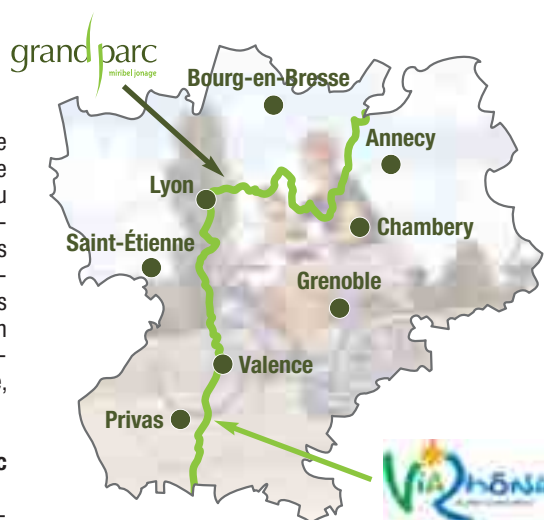 grand parc
miribel jonage
Bourg-en-Bresse
Annecy
Lyon
Chambery
Saint-Étienne
Grenoble
Valence
Privas
ViaRhôna
e
e
u
-
s
-
s
n
-
e,
c
-